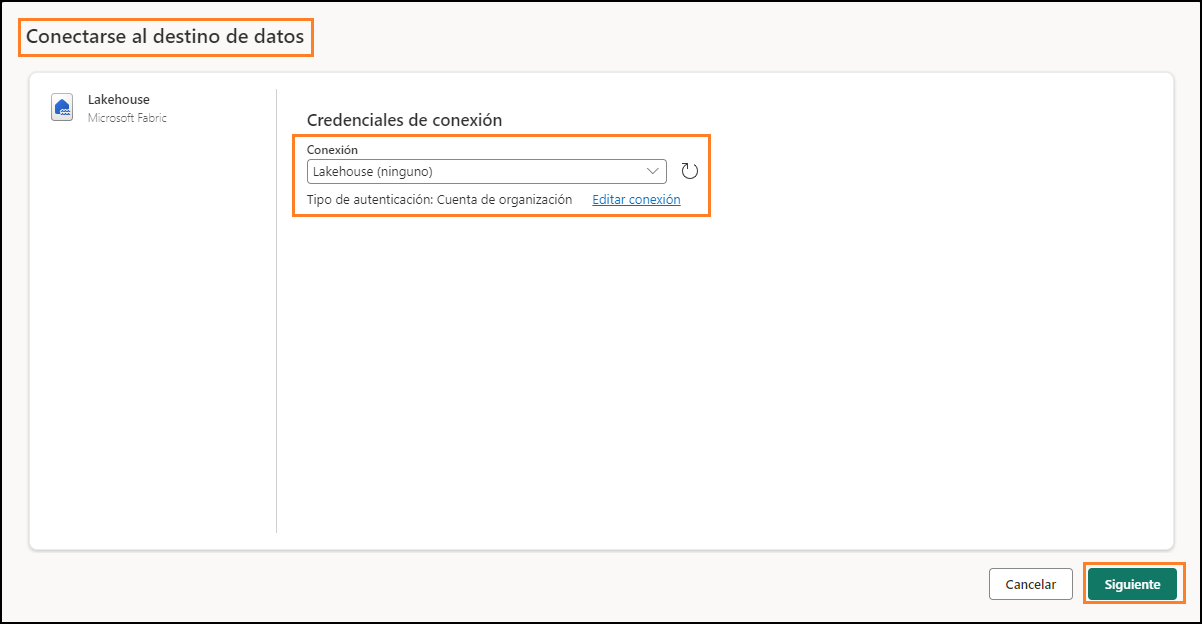 Conectarse al destino de datos
Lakehouse
Microsoft Fabric
Credenciales de conexión
Conexión
Lakehouse (ninguno)
Tipo de autenticación: Cuenta de organización Editar conexión
Cancelar Siguiente